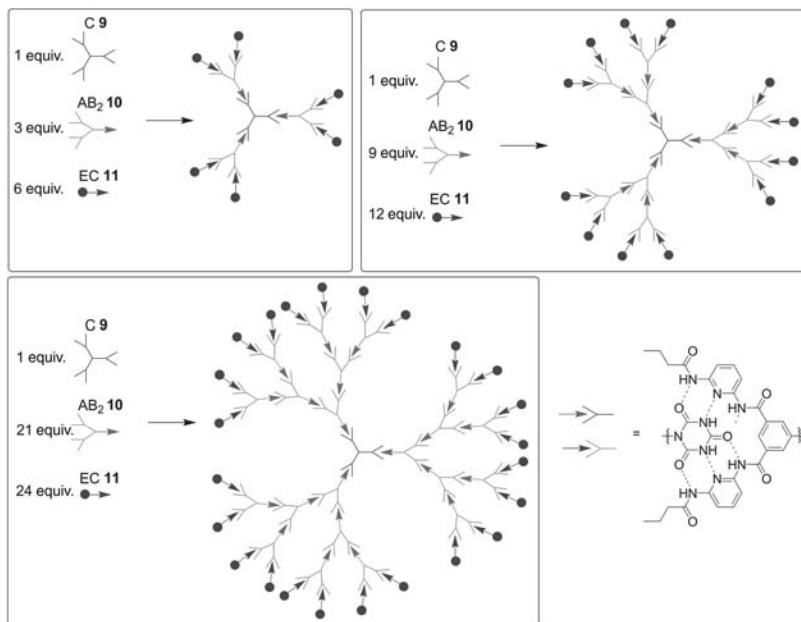 C 9
1 equiv.
AB2 10
3 equiv.
EC 11
6 equiv.
C 9
1 equiv.
AB2 10
9 equiv.
EC 11
12 equiv.
C 9
1 equiv.
AB2 10
21 equiv.
EC 11
24 equiv.
=
O
NH
N
HN
O
O
NH
N
O
NH
O
N
HN
O
NH
O